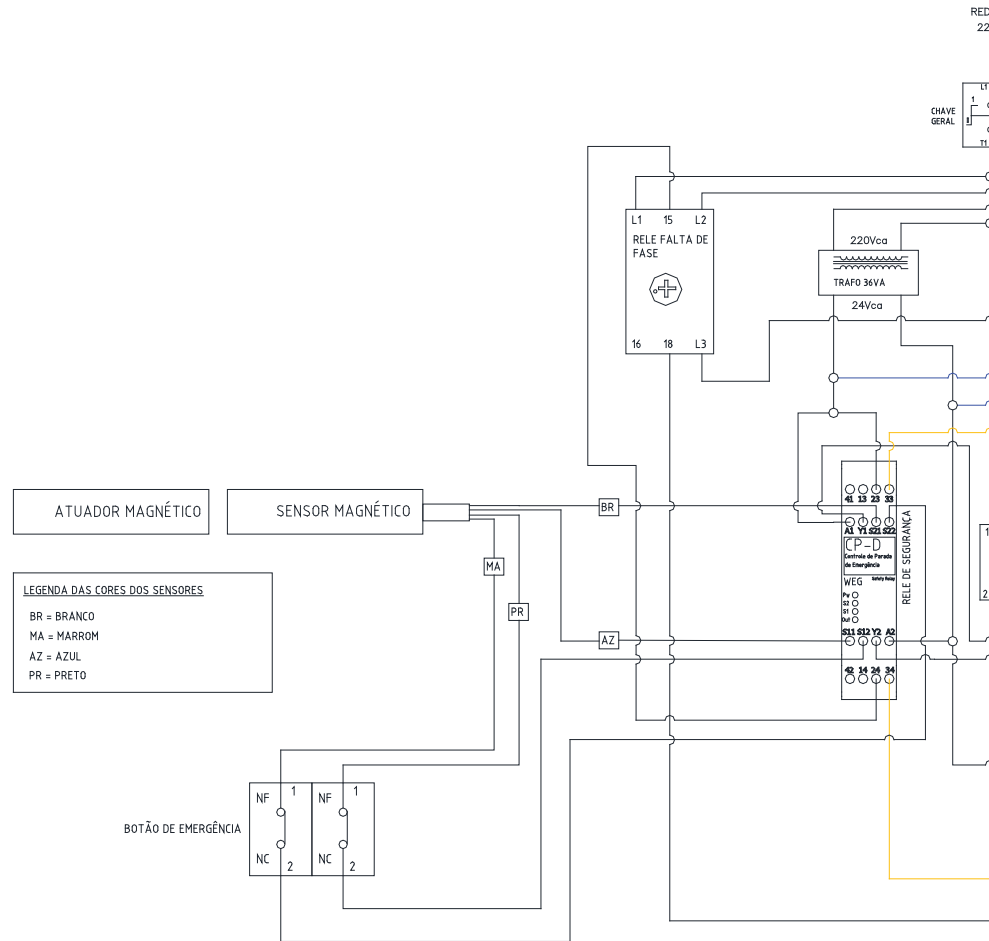 RED
22
CHAVE
GERAL
L1
1
T1
L1 15 L2
RELE FALTA DE
FASE
16 18 L3
220Vca
TRAFO 36VA
24Vca
41 13 23 33
A1 Y1 S21 S22
CP-D
Controle de Parada
de Emergência
WEG
Safety Relay
Pw
S2
S1
Out
S11 S12 Y2 A2
42 14 24 34
RELE DE SEGURANÇA
1
2
ATUADOR MAGNÉTICO
SENSOR MAGNÉTICO
BR
MA
PR
AZ
LEGENDA DAS CORES DOS SENSORES
BR = BRANCO
MA = MARROM
AZ = AZUL
PR = PRETO
BOTÃO DE EMERGÊNCIA
NF 1
NC 2
NF 1
NC 2